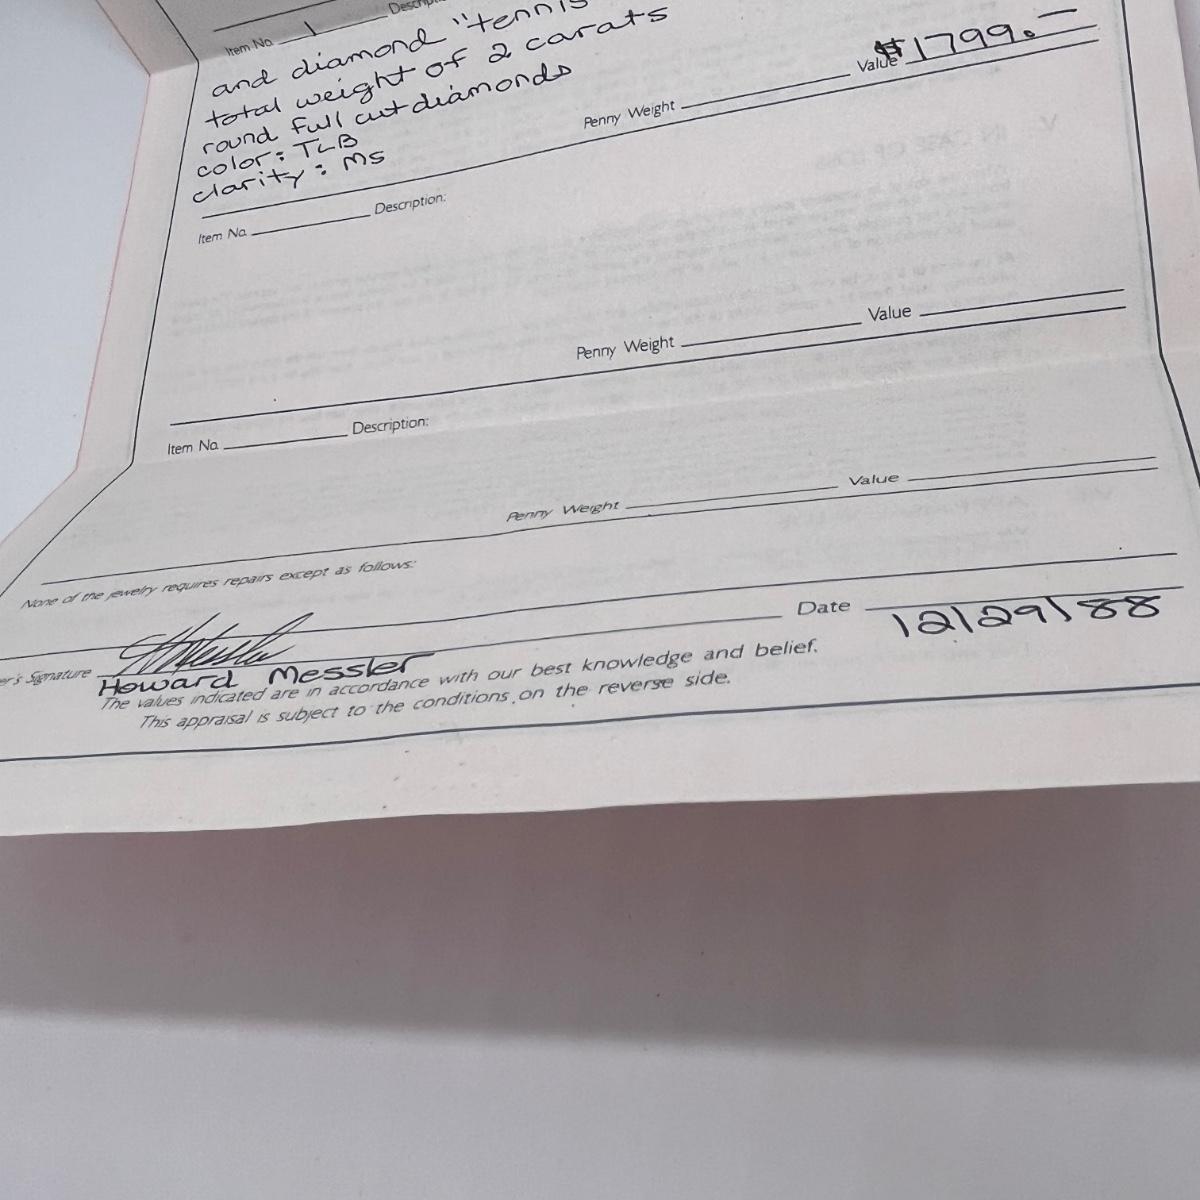 Item No. 1
and diamond "tennis
total weight of 2 carats
round full cut diamonds
color: TLB
clarity: MS
Penny Weight
Value $1799.—
Item No. Description:
Penny Weight Value
Item No. Description:
Penny Weight Value
None of the jewelry requires repairs except as follows:
Signature Date 12/29/88
Howard Messler
The values indicated are in accordance with our best knowledge and belief.
This appraisal is subject to the conditions on the reverse side.